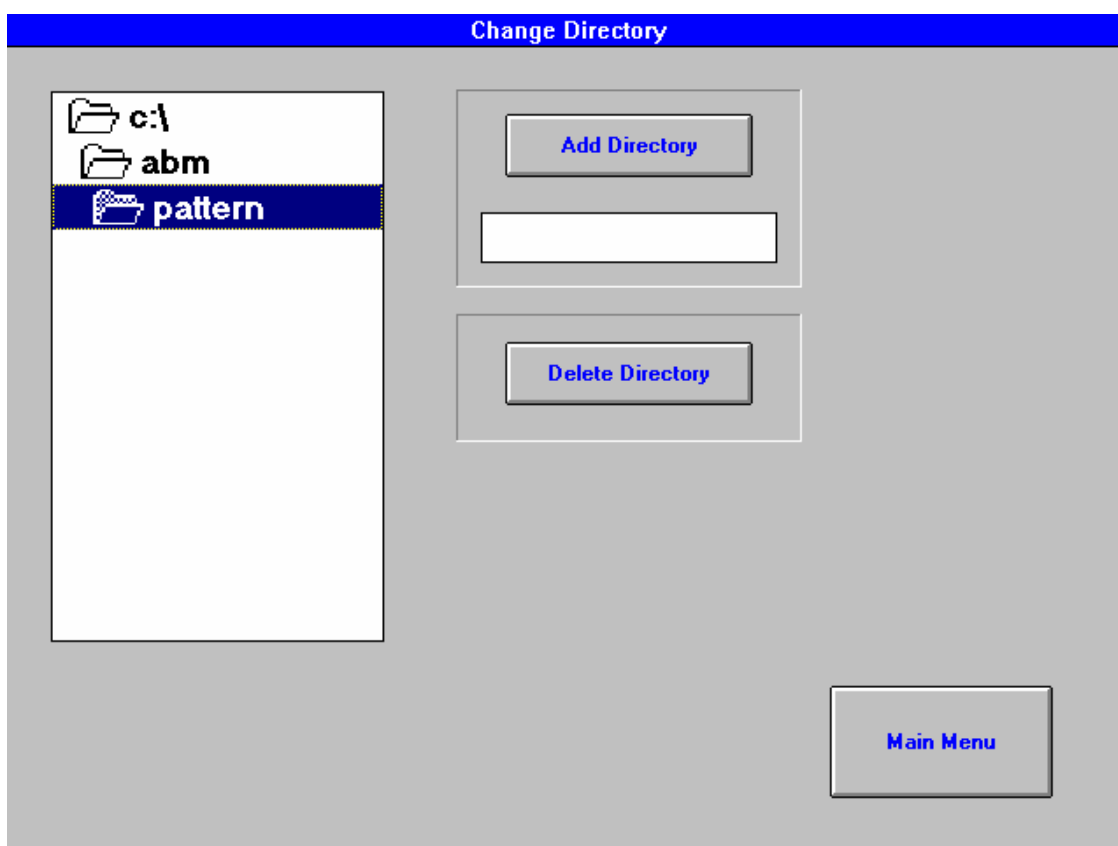 Change Directory
c:\
abm
pattern
Add Directory
Delete Directory
Main Menu